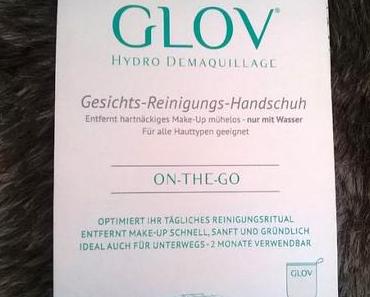 GLOV®
HYDRO DEMAQUILLAGE
Gesichts-Reinigungs-Handschuh
Entfernt hartnäckiges Make-Up mühelos - nur mit Wasser
Für alle Hauttypen geeignet
ON-THE-GO
OPTIMIERT IHR TÄGLICHES REINIGUNGSRITUAL
ENTFERNT MAKE-UP SCHNELL, SANFT UND GRÜNDLICH
IDEAL AUCH FÜR UNTERWEGS - 2 MONATE VERWENDBAR
GLOV